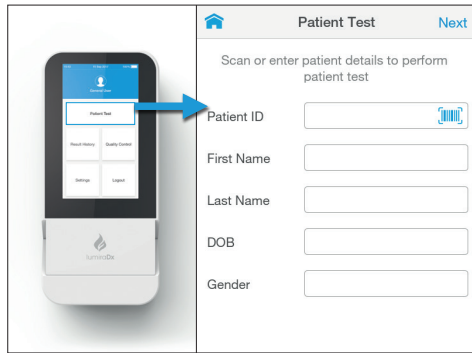 Patient Test
Result History
Quality Control
Settings
Logout
LumiraDx
Patient Test
Next
Scan or enter patient details to perform
patient test
Patient ID
First Name
Last Name
DOB
Gender